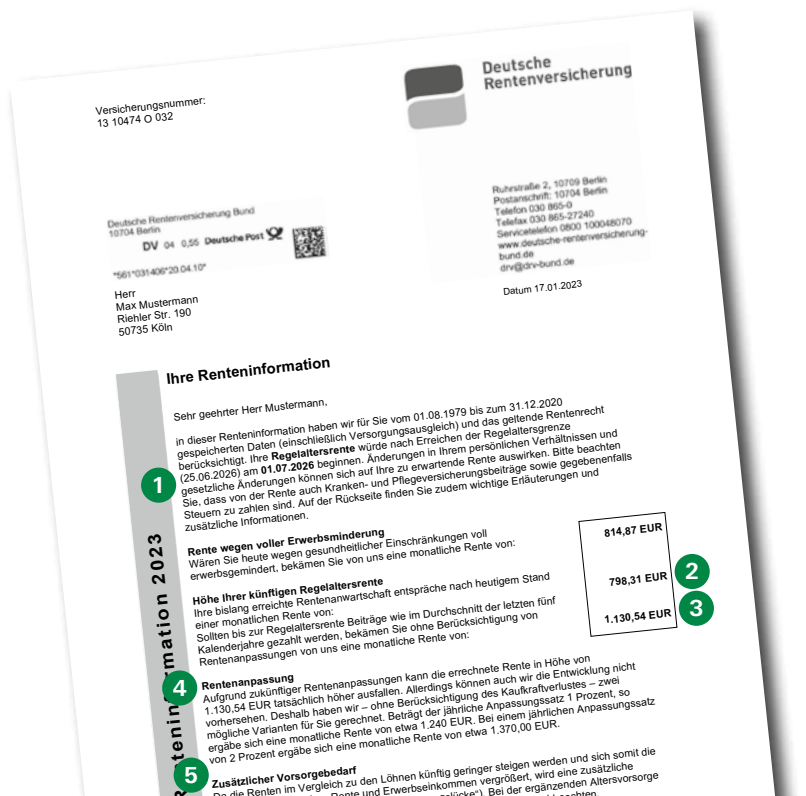 Deutsche
Rentenversicherung
Versicherungsnummer:
13 10474 O 032
Ruhrstraße 2, 10709 Berlin
Postanschrift: 10704 Berlin
Telefon 030 865-0
Telefax 030 865-27240
Servicetelefon 0800 100048070
www.deutsche-rentenversicherung-
bund.de
drv@drv-bund.de
Deutsche Rentenversicherung Bund
10704 Berlin
DV 04 0,55 Deutsche Post
*561*031406*20.04.10*
Herr
Max Mustermann
Riehler Str. 190
50735 Köln
Datum 17.01.2023
Ihre Renteninformation
Sehr geehrter Herr Mustermann,
in dieser Renteninformation haben wir für Sie vom 01.08.1979 bis zum 31.12.2020
gespeicherten Daten (einschließlich Versorgungsausgleich) und das geltende Rentenrecht
berücksichtigt. Ihre Regelaltersrente würde nach Erreichen der Regelaltersgrenze
(25.06.2026) am 01.07.2026 beginnen. Änderungen in Ihrem persönlichen Verhältnissen und
gesetzliche Änderungen können sich auf Ihre zu erwartende Rente auswirken. Bitte beachten
Sie, dass von der Rente auch Kranken- und Pflegeversicherungsbeiträge sowie gegebenenfalls
Steuern zu zahlen sind. Auf der Rückseite finden Sie zudem wichtige Erläuterungen und
zusätzliche Informationen.
1
Rente wegen voller Erwerbsminderung
Wären Sie heute wegen gesundheitlicher Einschränkungen voll
erwerbsgemindert, bekämen Sie von uns eine monatliche Rente von:
814,87 EUR
Höhe Ihrer künftigen Regelaltersrente
Ihre bislang erreichte Rentenanwartschaft entspräche nach heutigem Stand
einer monatlichen Rente von:
798,31 EUR
2
Sollten bis zur Regelaltersrente Beiträge wie im Durchschnitt der letzten fünf
Kalenderjahre gezahlt werden, bekämen Sie ohne Berücksichtigung von
Rentenanpassungen von uns eine monatliche Rente von:
1.130,54 EUR
3
4
Rentenanpassung
Aufgrund zukünftiger Rentenanpassungen kann die errechnete Rente in Höhe von
1.130,54 EUR tatsächlich höher ausfallen. Allerdings können auch wir die Entwicklung nicht
vorhersehen. Deshalb haben wir – ohne Berücksichtigung des Kaufkraftverlustes – zwei
mögliche Varianten für Sie gerechnet. Beträgt der jährliche Anpassungssatz 1 Prozent, so
ergäbe sich eine monatliche Rente von etwa 1.240 EUR. Bei einem jährlichen Anpassungssatz
von 2 Prozent ergäbe sich eine monatliche Rente von etwa 1.370,00 EUR.
5
Zusätzlicher Vorsorgebedarf
Da die Renten im Vergleich zu den Löhnen künftig geringer steigen werden und sich somit die
Rente und Erwerbseinkommen vergrößert, wird eine zusätzliche
Bei der ergänzenden Altersvorsorge
Renteninformation 2023